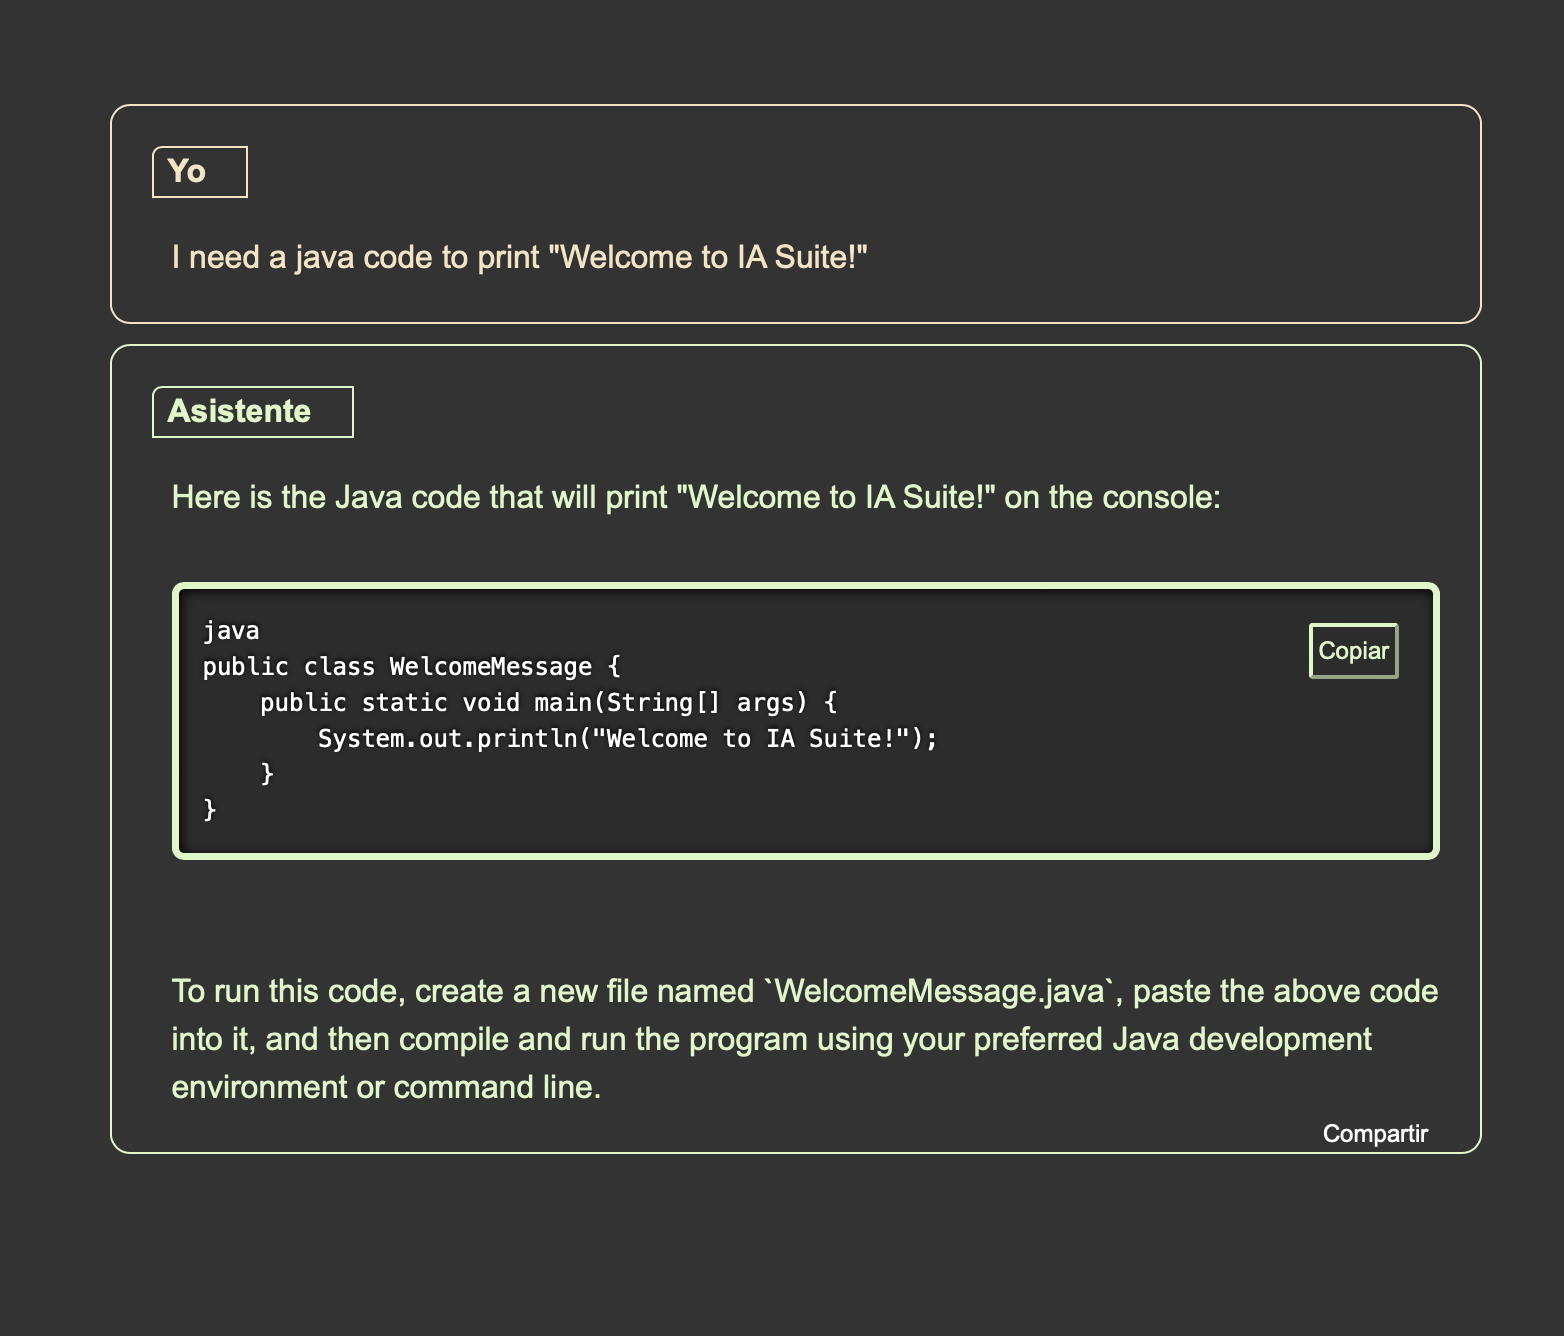 Yo
I need a java code to print "Welcome to IA Suite!"
Asistente
Here is the Java code that will print "Welcome to IA Suite!" on the console:
java
Copiar
public class WelcomeMessage {
    public static void main(String[] args) {
        System.out.println("Welcome to IA Suite!");
    }
}
To run this code, create a new file named `WelcomeMessage.java`, paste the above code
into it, and then compile and run the program using your preferred Java development
environment or command line.
Compartir